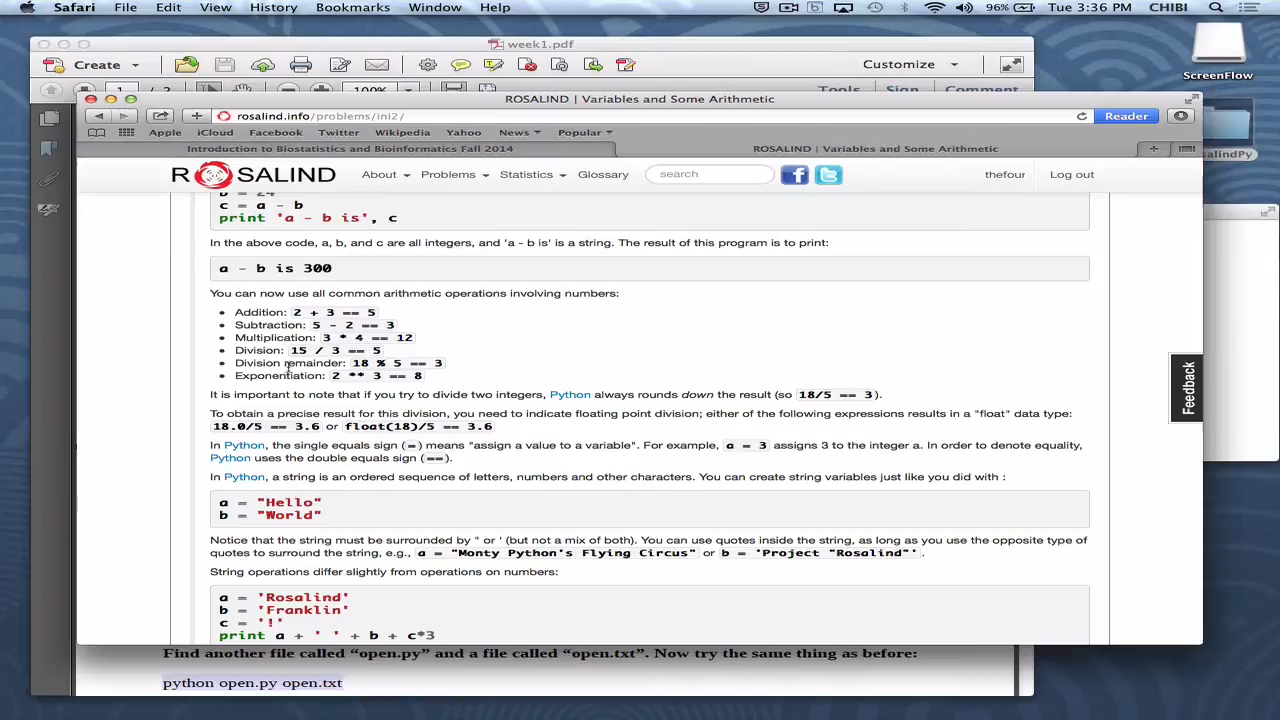 Safari File Edit View History Bookmarks Window Help 96% Tue 3:36 PM CHIBI
week1.pdf
Create Customize
1 / 2 100% Tools Sign Comment
ROSALIND | Variables and Some Arithmetic
rosalind.info/problems/ini2/ Reader
Apple iCloud Facebook Twitter Wikipedia Yahoo News Popular
Introduction to Biostatistics and Bioinformatics Fall 2014 ROSALIND | Variables and Some Arithmetic
ScreenFlow
salindPy
ROSALIND About Problems Statistics Glossary search thefour Log out
b = 24
c = a - b
print 'a - b is', c
In the above code, a, b, and c are all integers, and 'a - b is' is a string. The result of this program is to print:
a - b is 300
You can now use all common arithmetic operations involving numbers:
Addition: 2 + 3 == 5
Subtraction: 5 - 2 == 3
Multiplication: 3 * 4 == 12
Division: 15 / 3 == 5
Division remainder: 18 % 5 == 3
Exponentiation: 2 ** 3 == 8
It is important to note that if you try to divide two integers, Python always rounds down the result (so 18/5 == 3).
To obtain a precise result for this division, you need to indicate floating point division; either of the following expressions results in a "float" data type:
18.0/5 == 3.6 or float(18)/5 == 3.6
In Python, the single equals sign (=) means "assign a value to a variable". For example, a = 3 assigns 3 to the integer a. In order to denote equality,
Python uses the double equals sign (==).
In Python, a string is an ordered sequence of letters, numbers and other characters. You can create string variables just like you did with :
a = "Hello"
b = "World"
Notice that the string must be surrounded by " or ' (but not a mix of both). You can use quotes inside the string, as long as you use the opposite type of
quotes to surround the string, e.g., a = "Monty Python's Flying Circus" or b = 'Project "Rosalind"'.
String operations differ slightly from operations on numbers:
a = 'Rosalind'
b = 'Franklin'
c = '!'
print a + ' ' + b + c*3
Feedback
Find another file called “open.py” and a file called “open.txt”. Now try the same thing as before:
python open.py open.txt